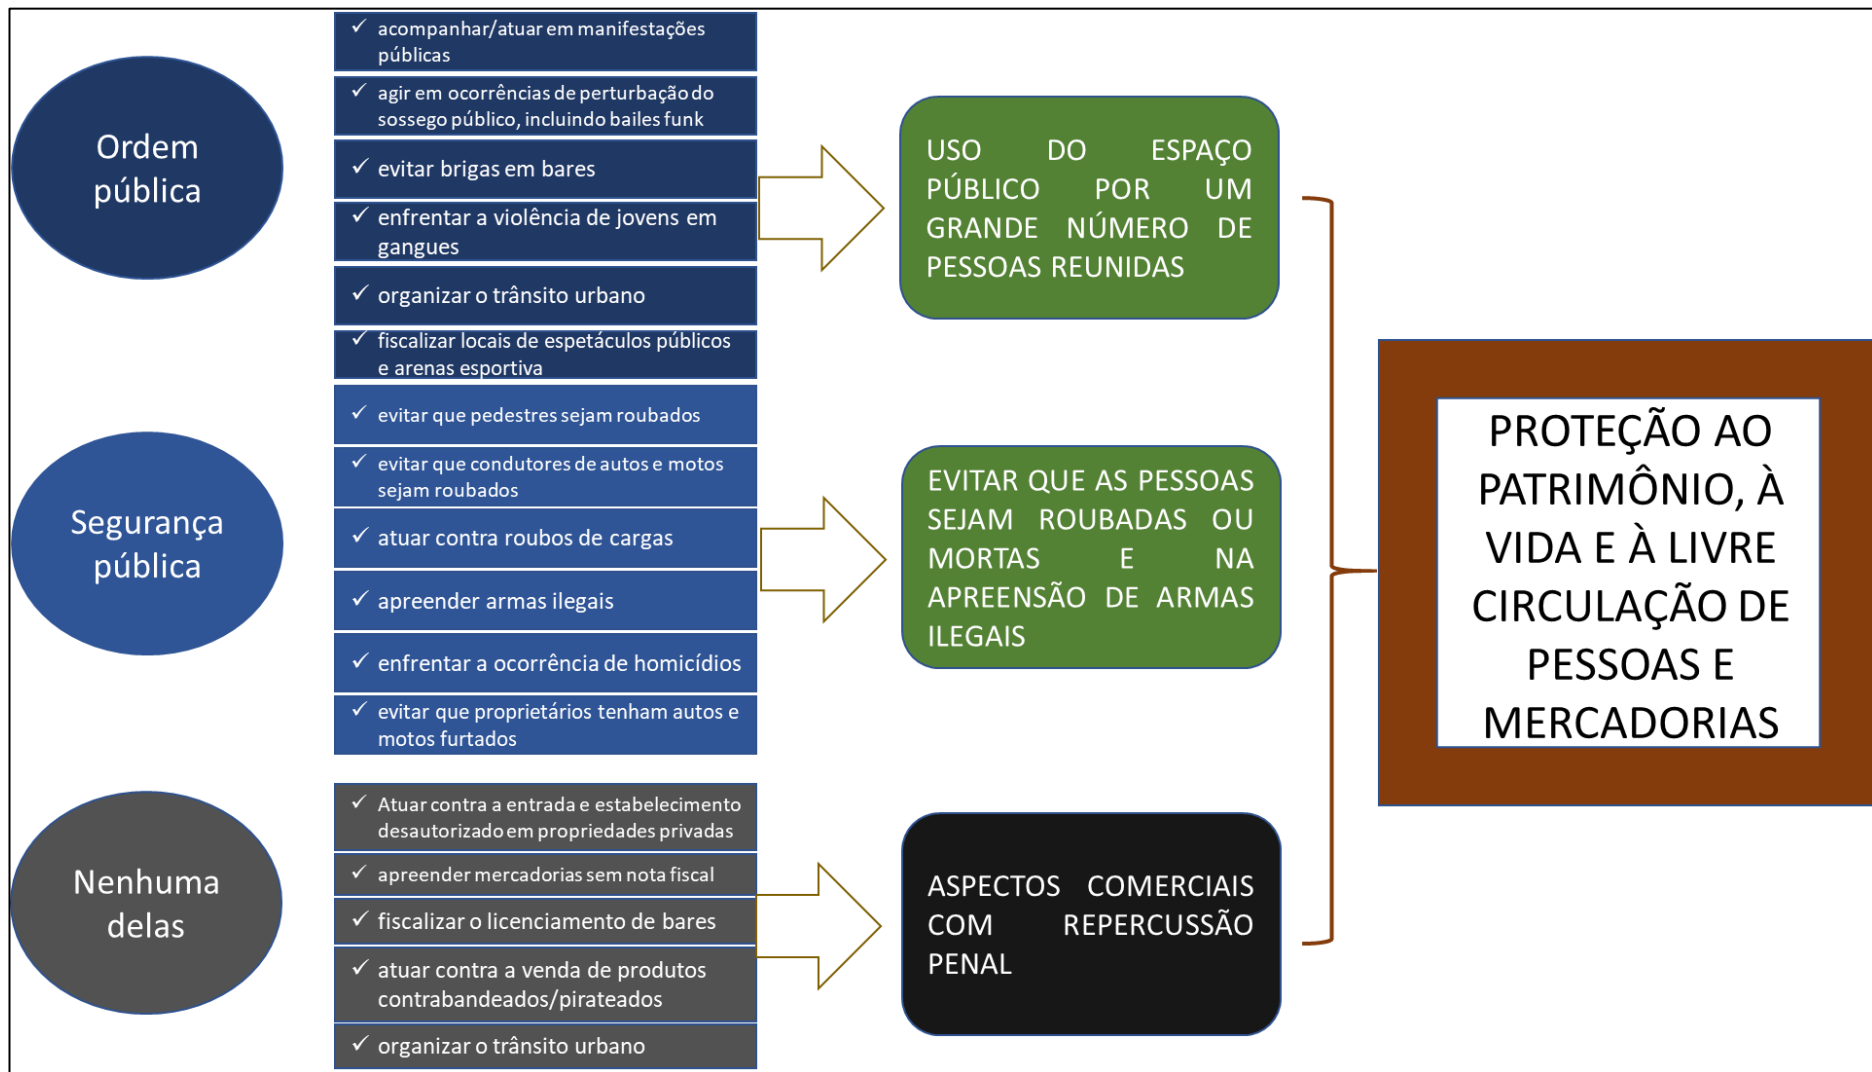 Ordem
pública
✓ acompanhar/atuar em manifestações
públicas
✓ agir em ocorrências de perturbação do
sossego público, incluindo bailes funk
✓ evitar brigas em bares
✓ enfrentar a violência de jovens em
gangues
✓ organizar o trânsito urbano
✓ fiscalizar locais de espetáculos públicos
e arenas esportiva
USO DO ESPAÇO
PÚBLICO POR UM
GRANDE NÚMERO DE
PESSOAS REUNIDAS
Segurança
pública
✓ evitar que pedestres sejam roubados
✓ evitar que condutores de autos e motos
sejam roubados
✓ atuar contra roubos de cargas
✓ apreender armas ilegais
✓ enfrentar a ocorrência de homicídios
✓ evitar que proprietários tenham autos e
motos furtados
EVITAR QUE AS PESSOAS
SEJAM ROUBADAS OU
MORTAS E NA
APREENSÃO DE ARMAS
ILEGAIS
Nenhuma
delas
✓ Atuar contra a entrada e estabelecimento
desautorizado em propriedades privadas
✓ apreender mercadorias sem nota fiscal
✓ fiscalizar o licenciamento de bares
✓ atuar contra a venda de produtos
contrabandeados/pirateados
✓ organizar o trânsito urbano
ASPECTOS COMERCIAIS
COM REPERCUSSÃO
PENAL
PROTEÇÃO AO
PATRIMÔNIO, À
VIDA E À LIVRE
CIRCULAÇÃO DE
PESSOAS E
MERCADORIAS